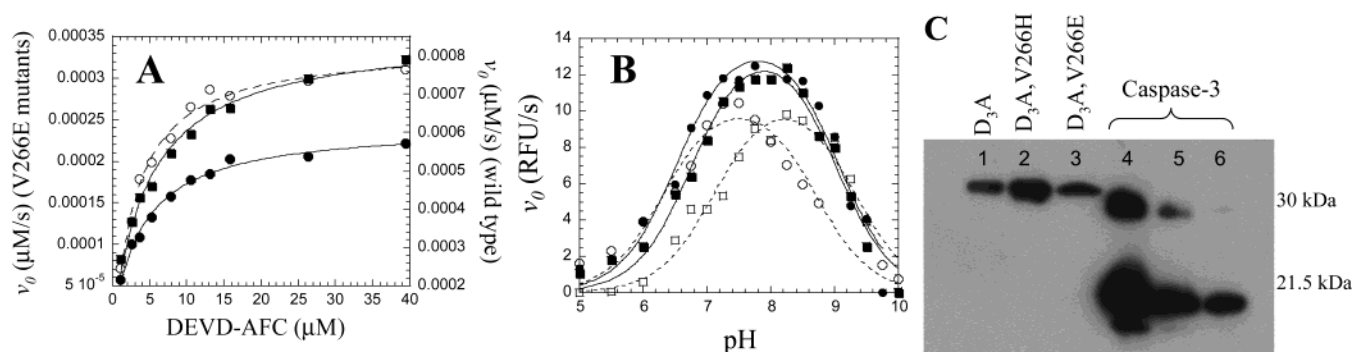 A
v0 (µM/s) (V266E mutants)
0.00035
0.0003
0.00025
0.0002
0.00015
0.0001
5 10-5
0 5 10 15 20 25 30 35 40
DEVD-AFC (µM)
0.0008
0.0007
0.0006
0.0005
0.0004
0.0003
0.0002
v0 (µM/s) (wild type)
B
v0 (RFU/s)
14
12
10
8
6
4
2
0
5 6 7 8 9 10
pH
C
D3A
D3A, V266H
D3A, V266E
Caspase-3
1 2 3 4 5 6
30 kDa
21.5 kDa